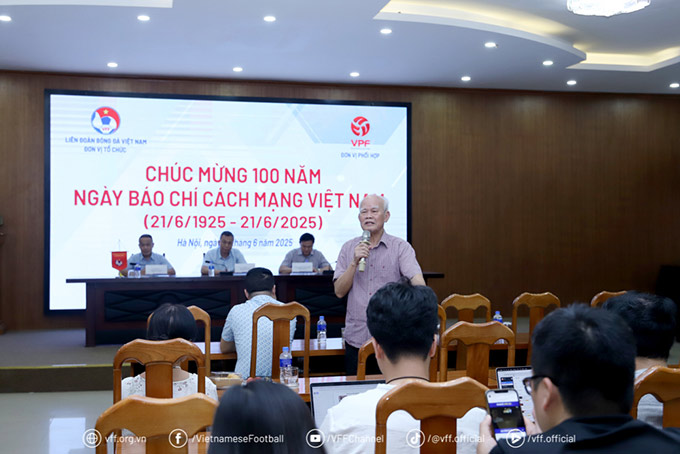 LIÊN ĐOÀN BÓNG ĐÁ VIỆT NAM
ĐƠN VỊ TỔ CHỨC
VPF
ĐƠN VỊ PHỐI HỢP
CHÚC MỪNG 100 NĂM
NGÀY BÁO CHÍ CÁCH MẠNG VIỆT NAM
(21/6/1925 - 21/6/2025)
Hà Nội, ngày tháng 6 năm 2025
vff.org.vn
/VietnameseFootball
/VFFChannel
/@vff.official
/vff.official